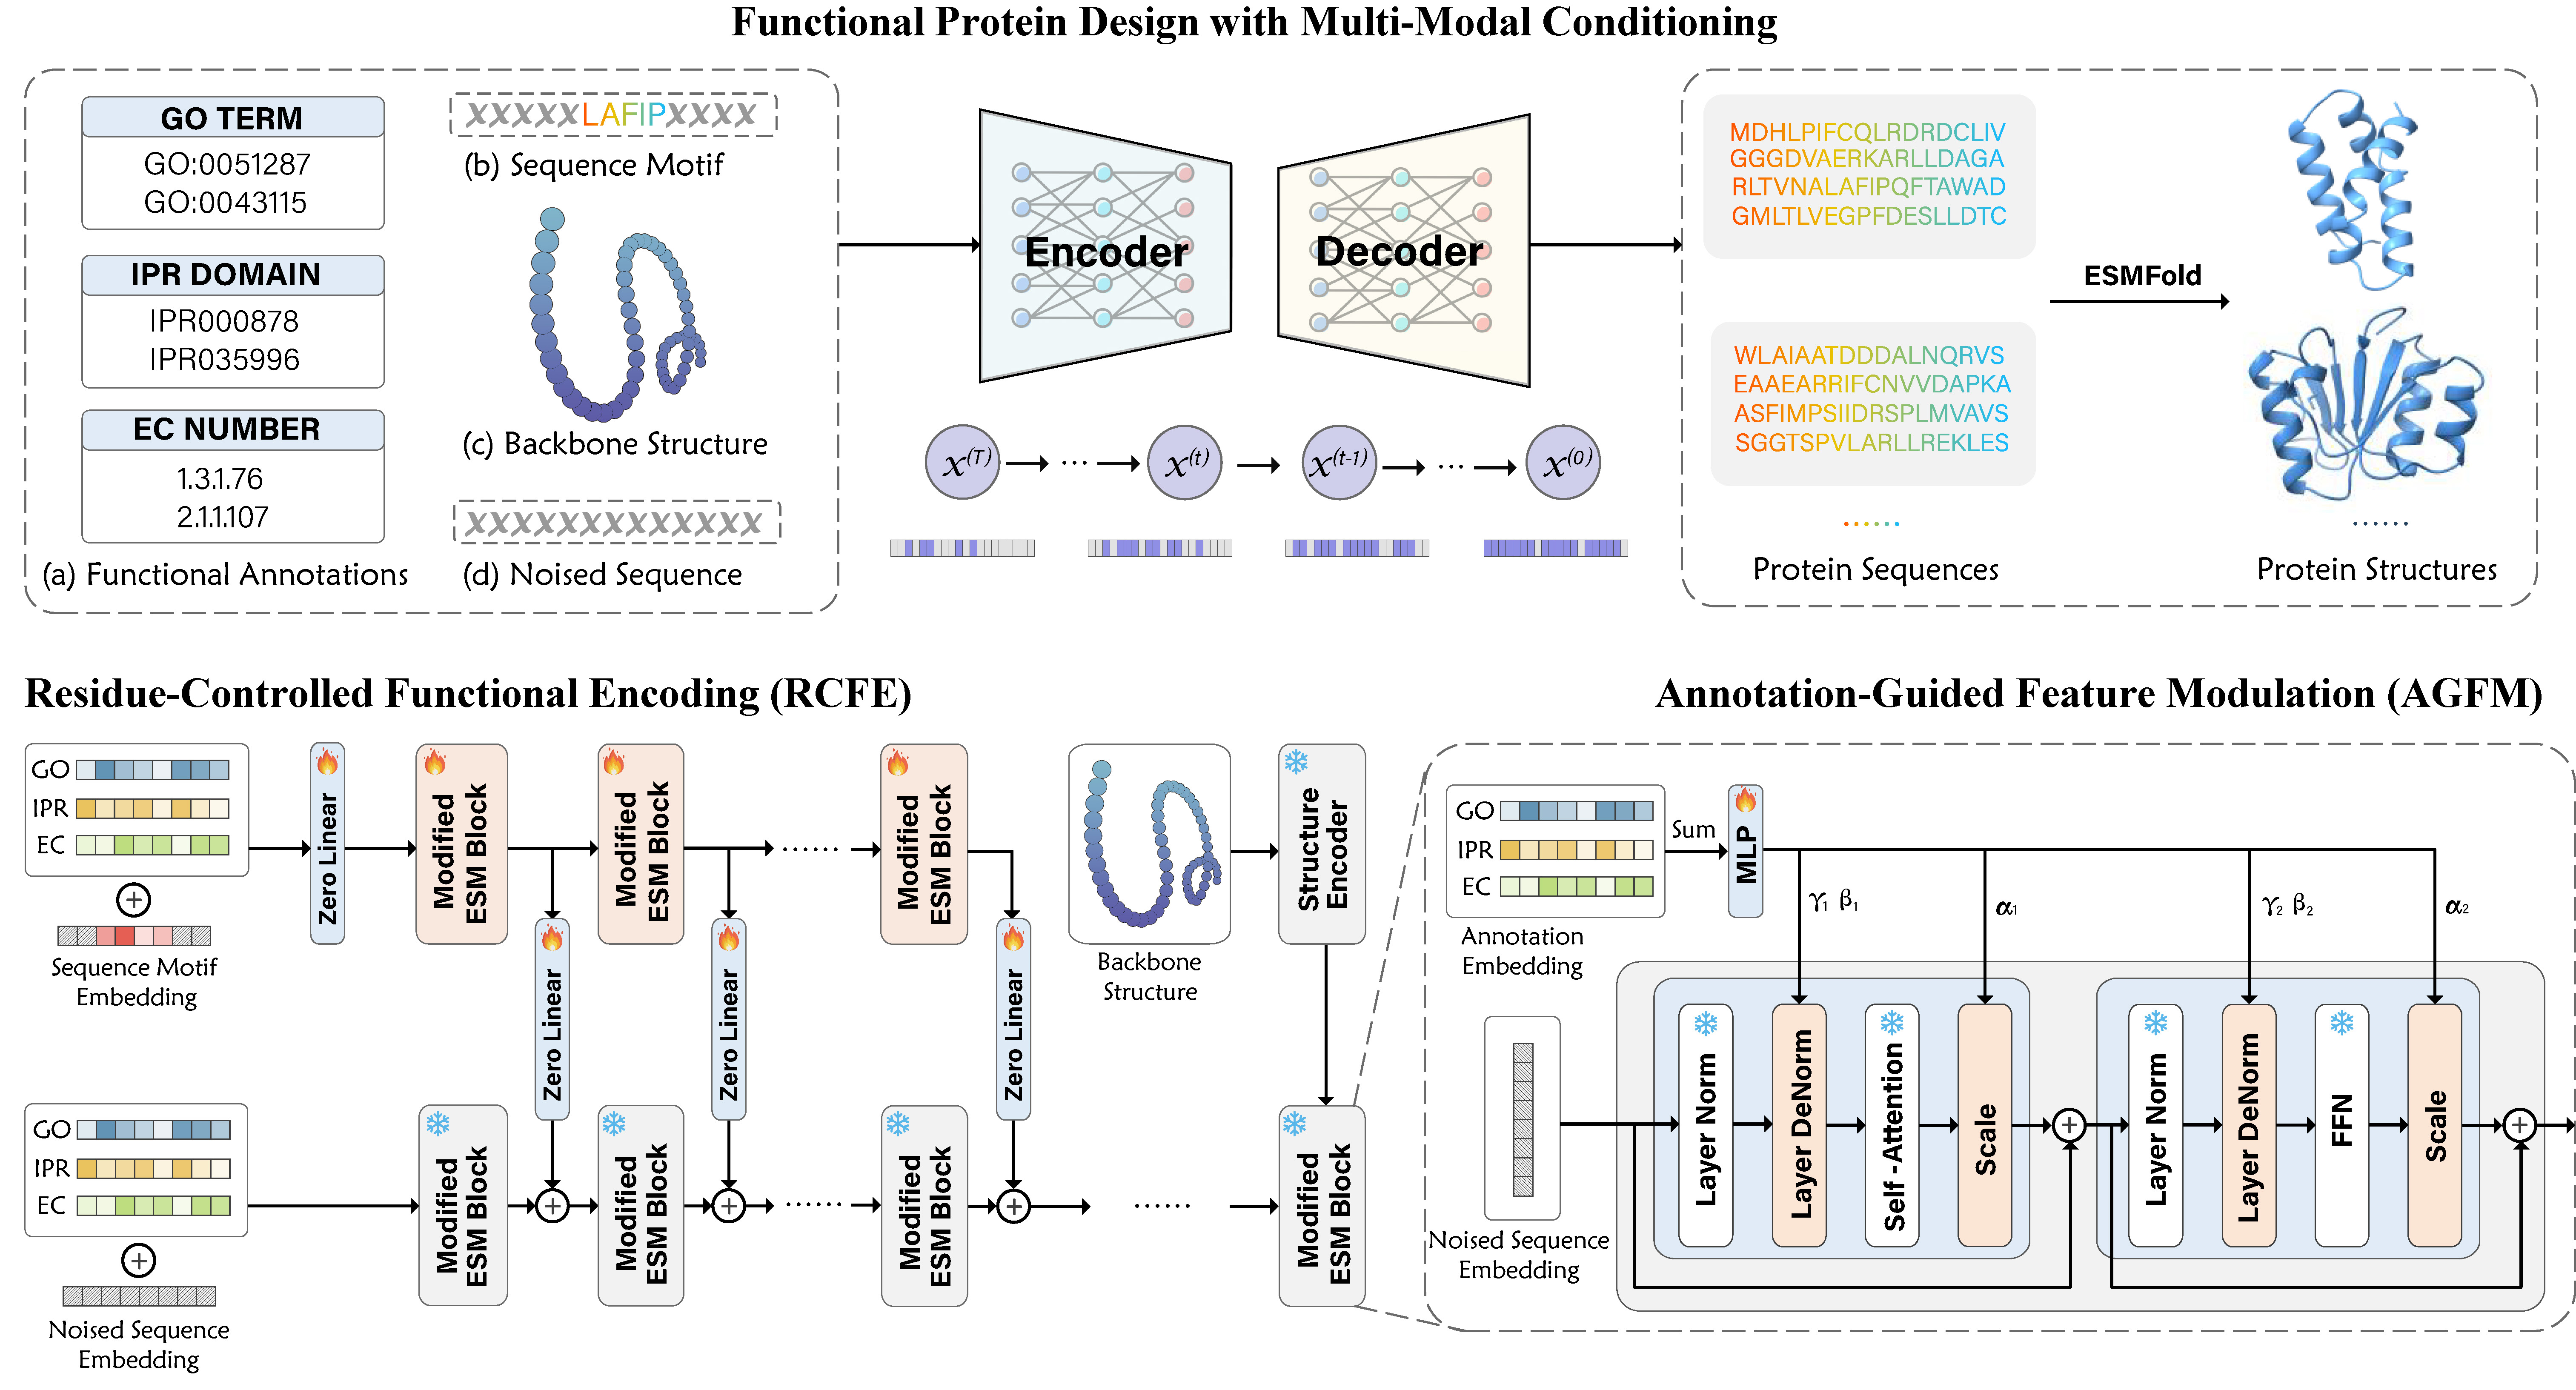 Functional Protein Design with Multi-Modal Conditioning
GO TERM
GO:0051287
GO:0043115
IPR DOMAIN
IPR000878
IPR035996
EC NUMBER
1.3.1.76
2.1.1.107
(a) Functional Annotations
XXXXXLAFIPXXXX
(b) Sequence Motif
(c) Backbone Structure
XXXXXXXXXXXXX
(d) Noised Sequence
Encoder
Decoder
x(T)
...
x(t)
x(t-1)
...
x(0)
MDHLPIFCQLRDRDCLIV
GGGDVAERKARLLDAGA
RLTVNALAFIPQFTAWAD
GMLTLVEGPFDESLLDTC
WLAIAATDDDALNQRVS
EAAEARRIFCNVVDAPKA
ASFIMPSIIDRSPLMVAVS
SGGTSPVLARLLREKLES
......
Protein Sequences
ESMFold
......
Protein Structures
Residue-Controlled Functional Encoding (RCFE)
GO
IPR
EC
+
Sequence Motif
Embedding
Zero Linear
Modified
ESM Block
Modified
ESM Block
......
Modified
ESM Block
Zero Linear
Zero Linear
Zero Linear
Backbone
Structure
Structure
Encoder
GO
IPR
EC
+
Noised Sequence
Embedding
Modified
ESM Block
+
Modified
ESM Block
+
......
Modified
ESM Block
+
......
Modified
ESM Block
Annotation-Guided Feature Modulation (AGFM)
GO
IPR
EC
Annotation
Embedding
Sum
MLP
γ1 β1
α1
γ2 β2
α2
Noised Sequence
Embedding
Layer Norm
Layer DeNorm
Self -Attention
Scale
+
Layer Norm
Layer DeNorm
FFN
Scale
+